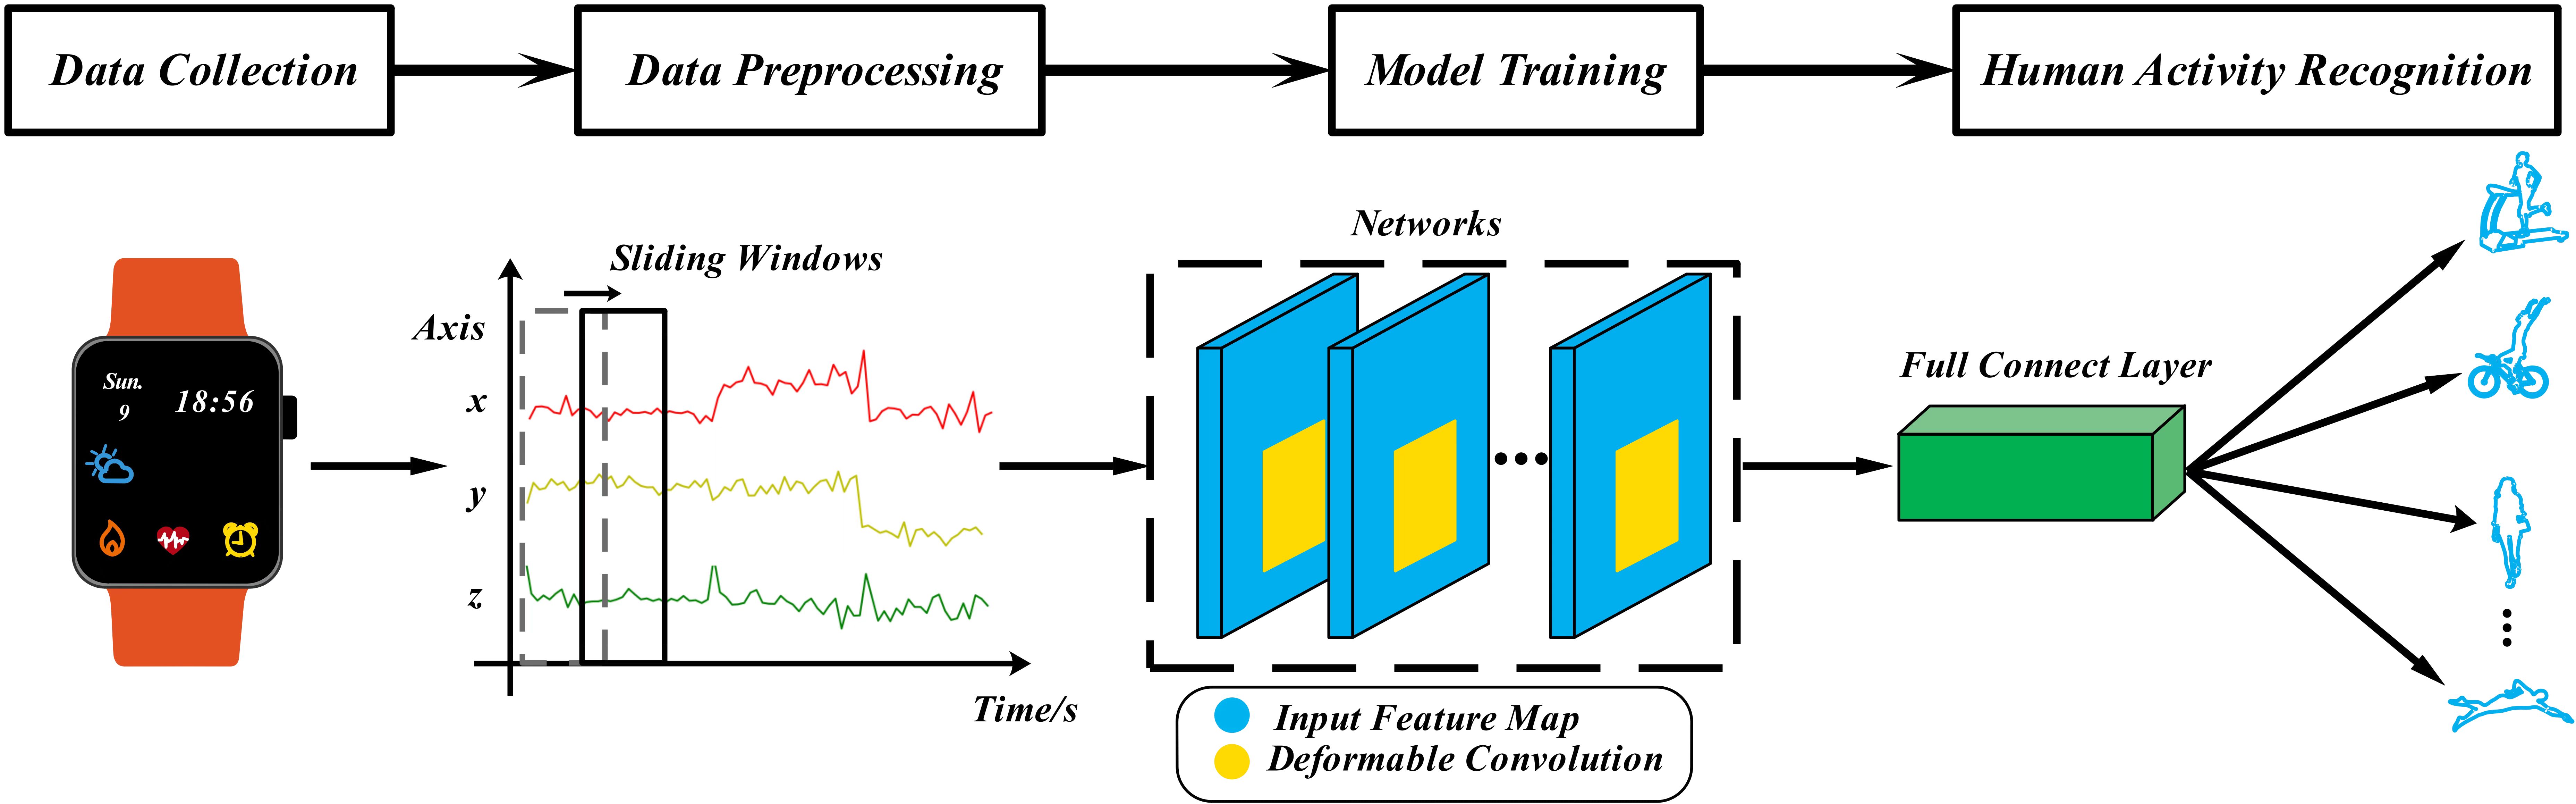 Data Collection
Data Preprocessing
Model Training
Human Activity Recognition
Sun.
9
18:56
Sliding Windows
Axis
x
y
z
Time/s
Networks
Input Feature Map
Deformable Convolution
Full Connect Layer